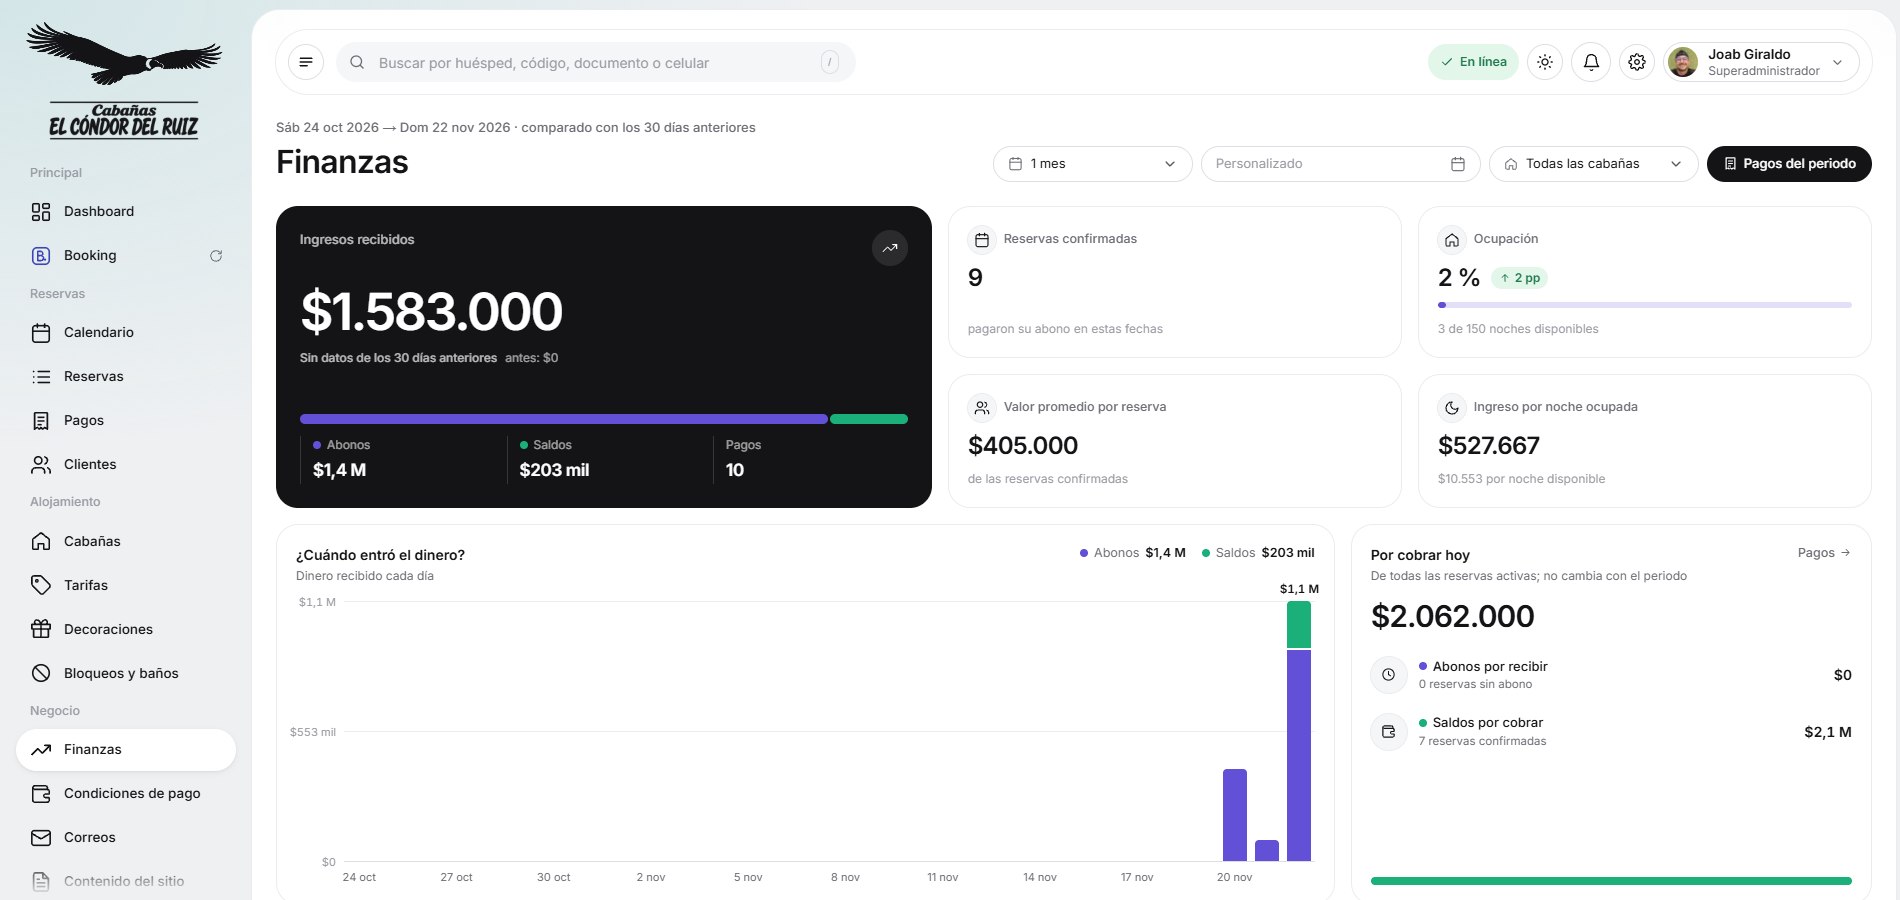 Cabañas
EL CÓNDOR DEL RUIZ
Principal
Dashboard
B.
Booking
Reservas
Calendario
Reservas
Pagos
Clientes
Alojamiento
Cabañas
Tarifas
Decoraciones
Bloqueos y baños
Negocio
Finanzas
Condiciones de pago
Correos
Contenido del sitio
Buscar por huésped, código, documento o celular
/
En línea
Joab Giraldo
Superadministrador
Sáb 24 oct 2026 → Dom 22 nov 2026 · comparado con los 30 días anteriores
Finanzas
1 mes
Personalizado
Todas las cabañas
Pagos del periodo
Ingresos recibidos
$1.583.000
Sin datos de los 30 días anteriores antes: $0
Abonos
$1,4 M
Saldos
$203 mil
Pagos
10
Reservas confirmadas
9
pagaron su abono en estas fechas
Ocupación
2 % ↑ 2 pp
3 de 150 noches disponibles
Valor promedio por reserva
$405.000
de las reservas confirmadas
Ingreso por noche ocupada
$527.667
$10.553 por noche disponible
¿Cuándo entró el dinero?
Dinero recibido cada día
Abonos $1,4 M Saldos $203 mil
$1,1 M
$1,1 M
$553 mil
$0
24 oct 27 oct 30 oct 2 nov 5 nov 8 nov 11 nov 14 nov 17 nov 20 nov
Por cobrar hoy
Pagos →
De todas las reservas activas; no cambia con el periodo
$2.062.000
Abonos por recibir
0 reservas sin abono
$0
Saldos por cobrar
7 reservas confirmadas
$2,1 M